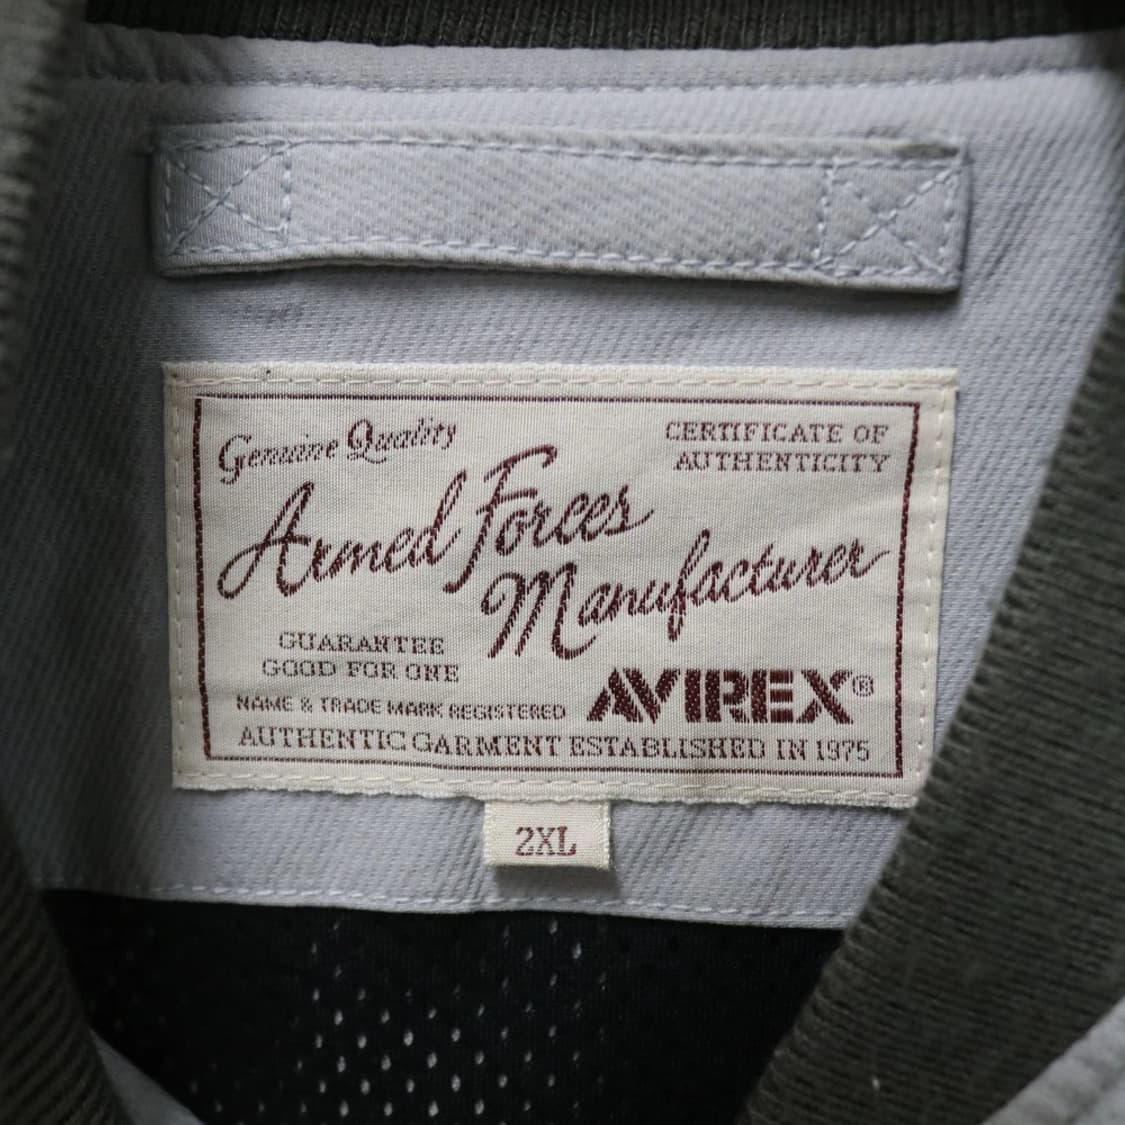 Genuine Quality
CERTIFICATE OF
AUTHENTICITY
Armed Forces
Manufacturer
GUARANTEE
GOOD FOR ONE
NAME & TRADE MARK REGISTERED
AVIREX®
AUTHENTIC GARMENT ESTABLISHED IN 1975
2XL